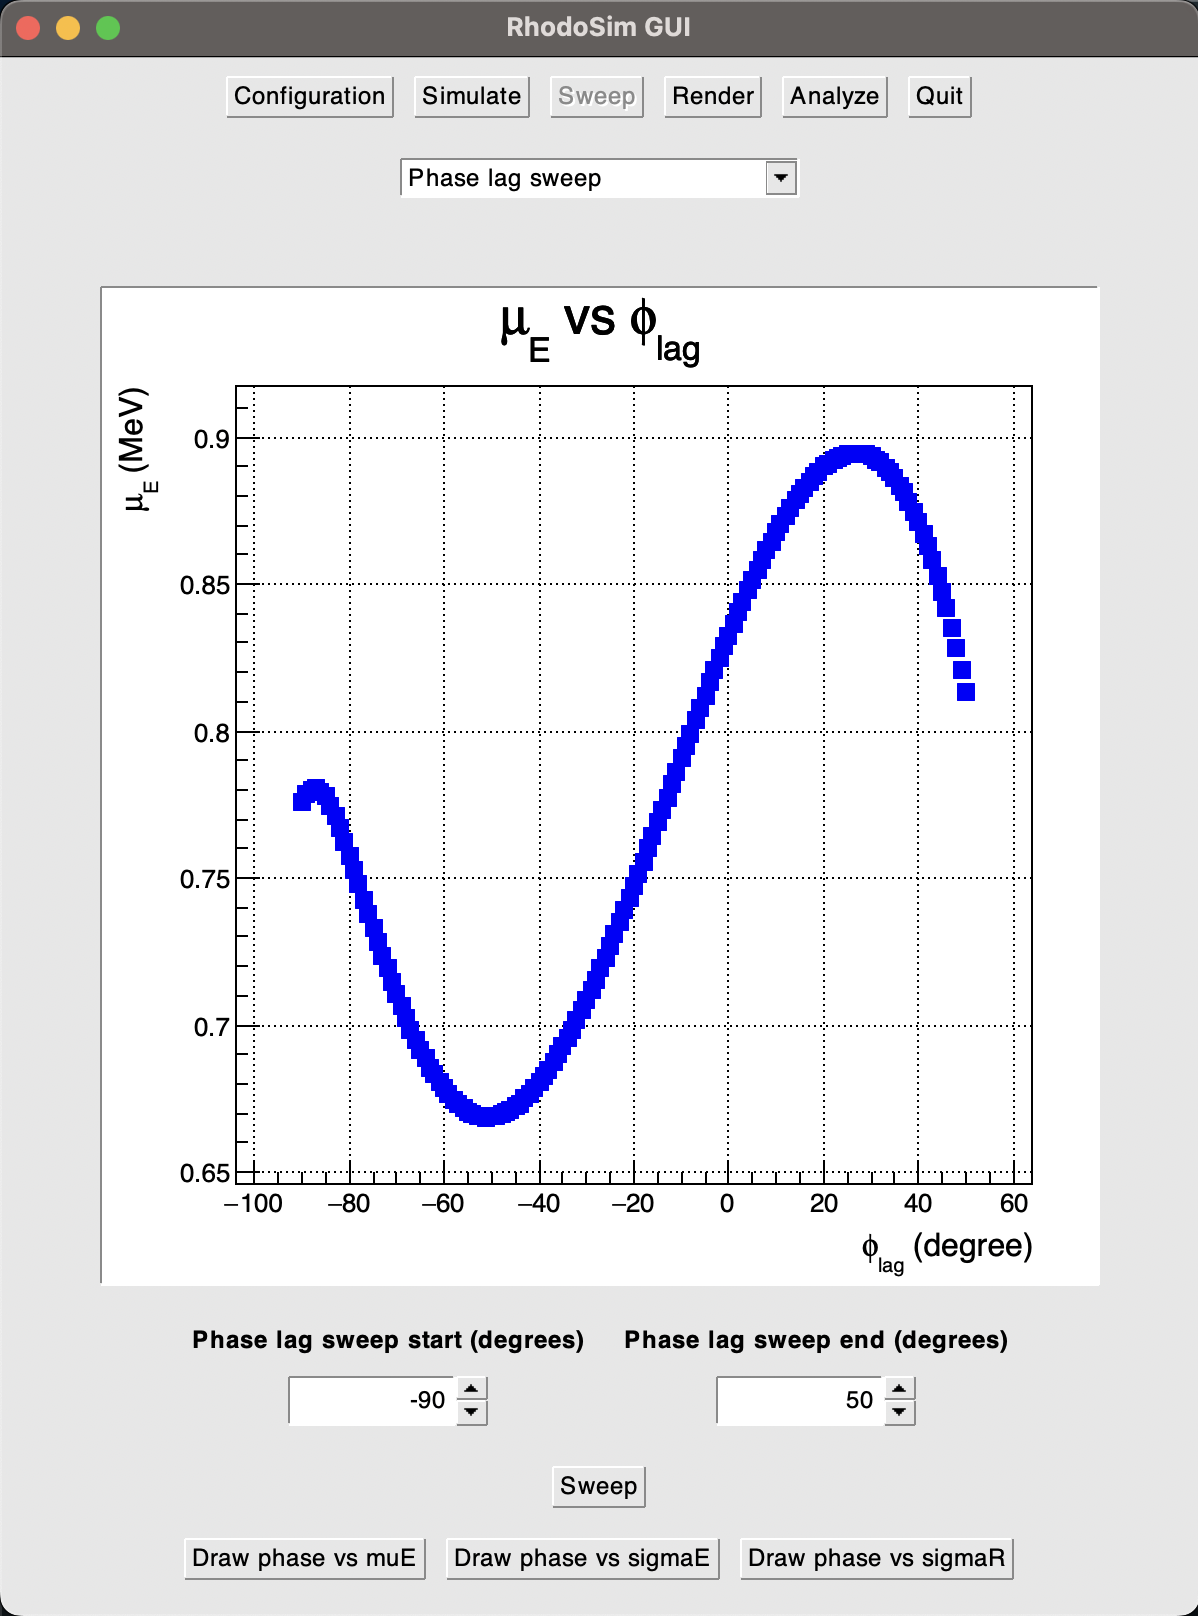 RhodoSim GUI
Configuration Simulate Sweep Render Analyze Quit
Phase lag sweep
μE vs ϕlag
μE (MeV)
0.9
0.85
0.8
0.75
0.7
0.65
−100 −80 −60 −40 −20 0 20 40 60
ϕlag (degree)
Phase lag sweep start (degrees) Phase lag sweep end (degrees)
-90 50
Sweep
Draw phase vs muE Draw phase vs sigmaE Draw phase vs sigmaR